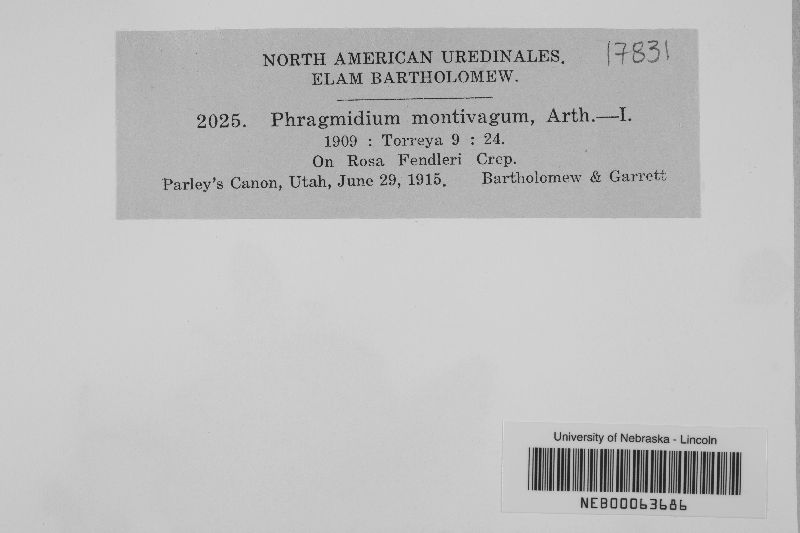 NORTH AMERICAN UREDINALES. 17831
ELAM BARTHOLOMEW.
2025. Phragmidium montivagum, Arth.—I.
1909 : Torreya 9 : 24.
On Rosa Fendleri Crep.
Parley's Canon, Utah, June 29, 1915. Bartholomew & Garrett
University of Nebraska - Lincoln
NEB00063686